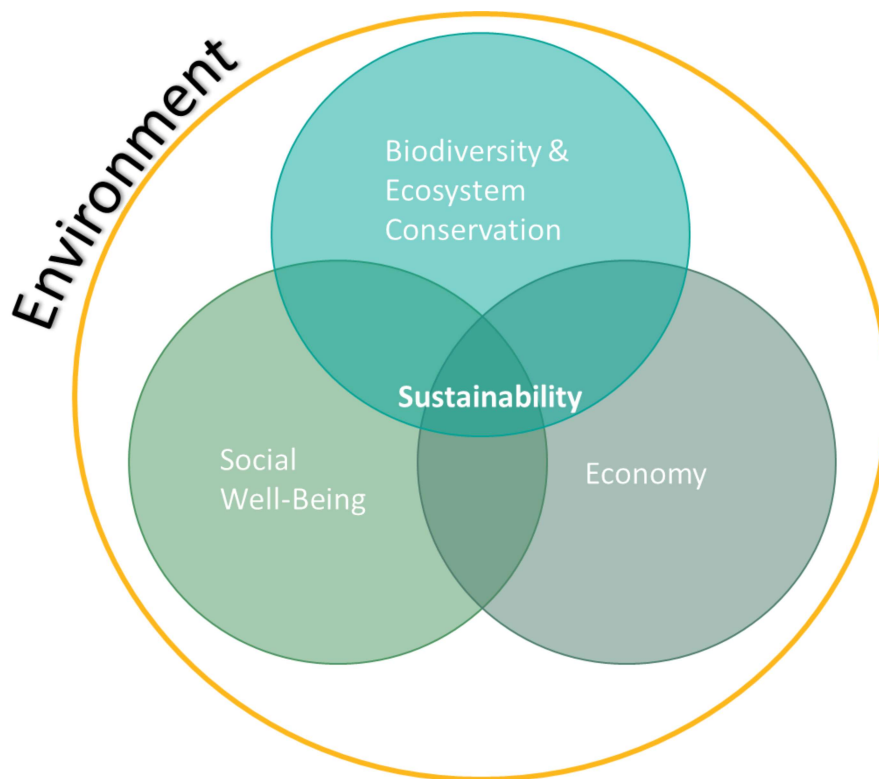 Environment
Biodiversity &
Ecosystem
Conservation
Sustainability
Social
Well-Being
Economy